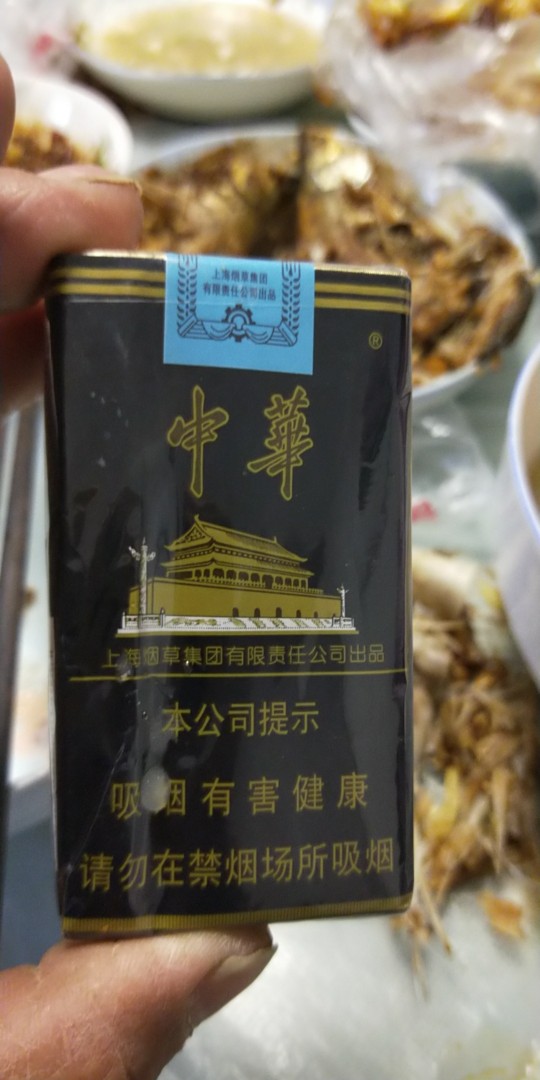 上海烟草集团
有限责任公司出品
®
中華
上海烟草集团有限责任公司出品
本公司提示
吸烟有害健康
请勿在禁烟场所吸烟